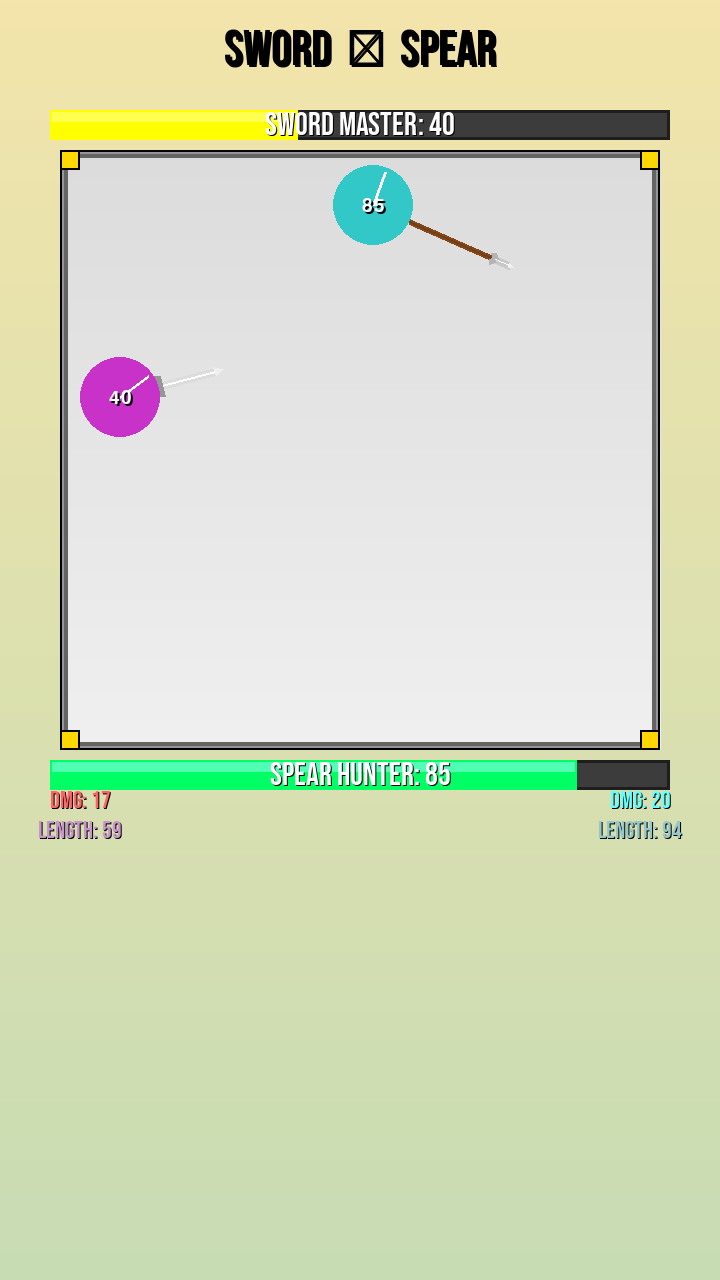 SWORD SPEAR
SWORD MASTER: 40
85
40
SPEAR HUNTER: 85
DMG: 17
DMG: 20
LENGTH: 59
LENGTH: 94